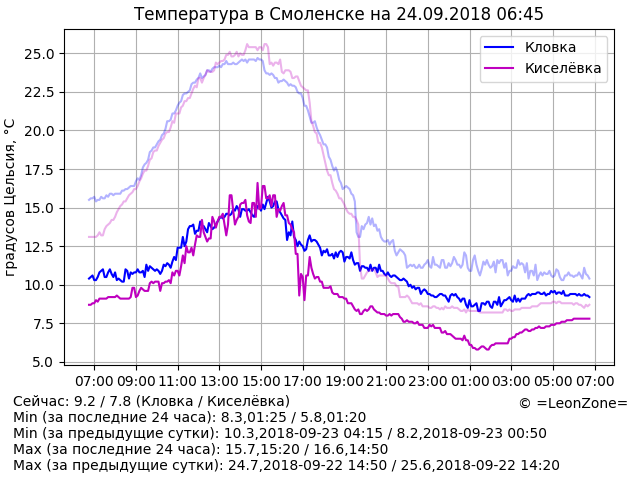 Температура в Смоленске на 24.09.2018 06:45
градусов Цельсия, °C
25.0
22.5
20.0
17.5
15.0
12.5
10.0
7.5
5.0
Кловка
Киселёвка
07:00 09:00 11:00 13:00 15:00 17:00 19:00 21:00 23:00 01:00 03:00 05:00 07:00
Сейчас: 9.2 / 7.8 (Кловка / Киселёвка)
© =LeonZone=
Min (за последние 24 часа): 8.3,01:25 / 5.8,01:20
Min (за предыдущие сутки): 10.3,2018-09-23 04:15 / 8.2,2018-09-23 00:50
Max (за последние 24 часа): 15.7,15:20 / 16.6,14:50
Max (за предыдущие сутки): 24.7,2018-09-22 14:50 / 25.6,2018-09-22 14:20